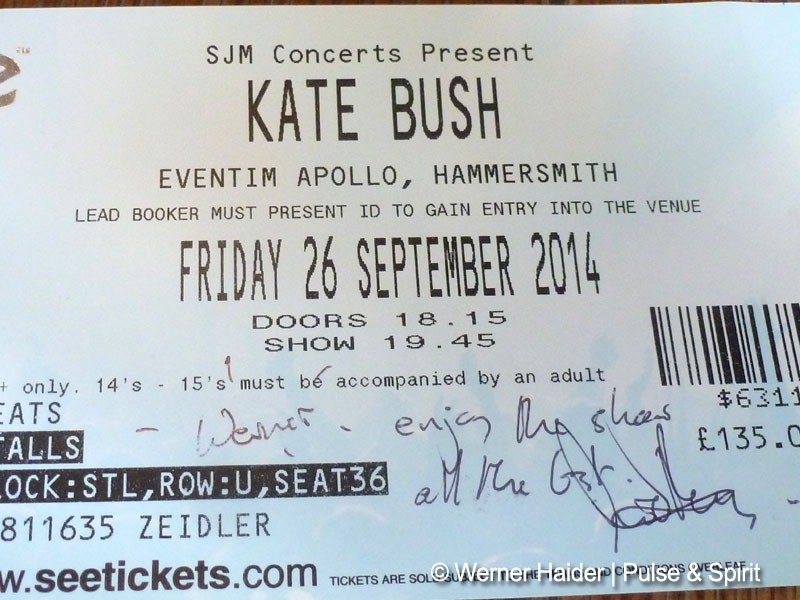 SJM Concerts Present
KATE BUSH
EVENTIM APOLLO, HAMMERSMITH
LEAD BOOKER MUST PRESENT ID TO GAIN ENTRY INTO THE VENUE
FRIDAY 26 SEPTEMBER 2014
DOORS 18.15
SHOW 19.45
+ only. 14's - 15's must be accompanied by an adult
EATS
TALLS
LOCK:STL,ROW:U,SEAT36
811635 ZEIDLER
$6311
£135.0
- Werner - enjoy the show
all the best.
w.seetickets.com TICKETS ARE SOLD
© Werner Haider | Pulse & Spirit